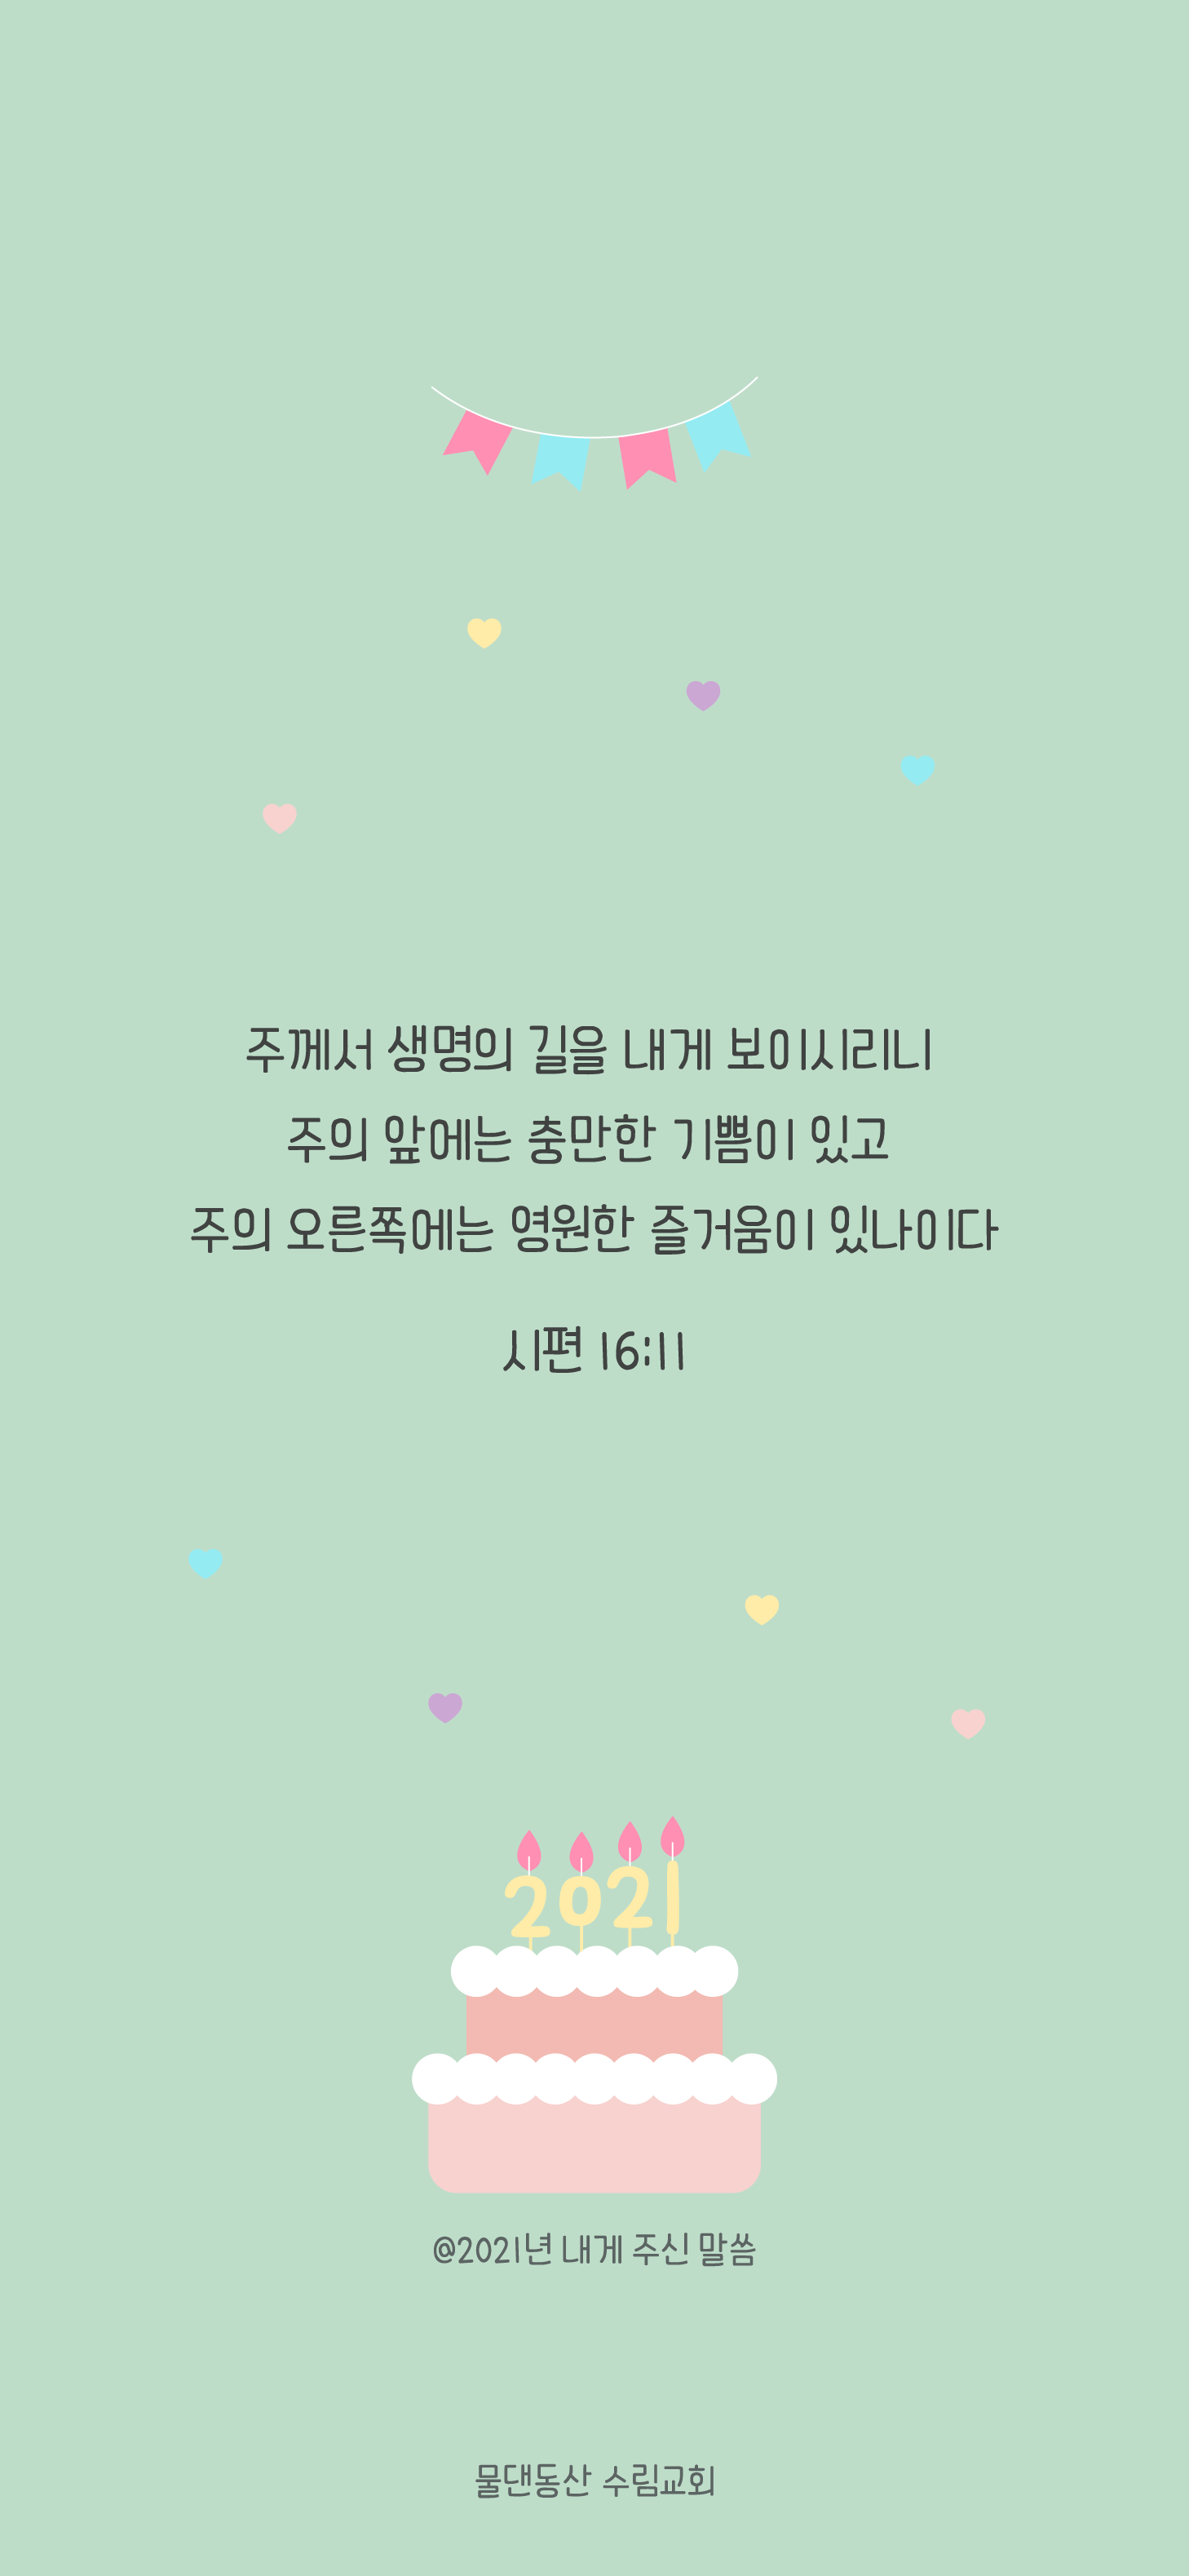 주께서 생명의 길을 내게 보이시리니
주의 앞에는 충만한 기쁨이 있고
주의 오른쪽에는 영원한 즐거움이 있나이다
시편 16:11
2021
@2021년 내게 주신 말씀
물댄동산 수림교회